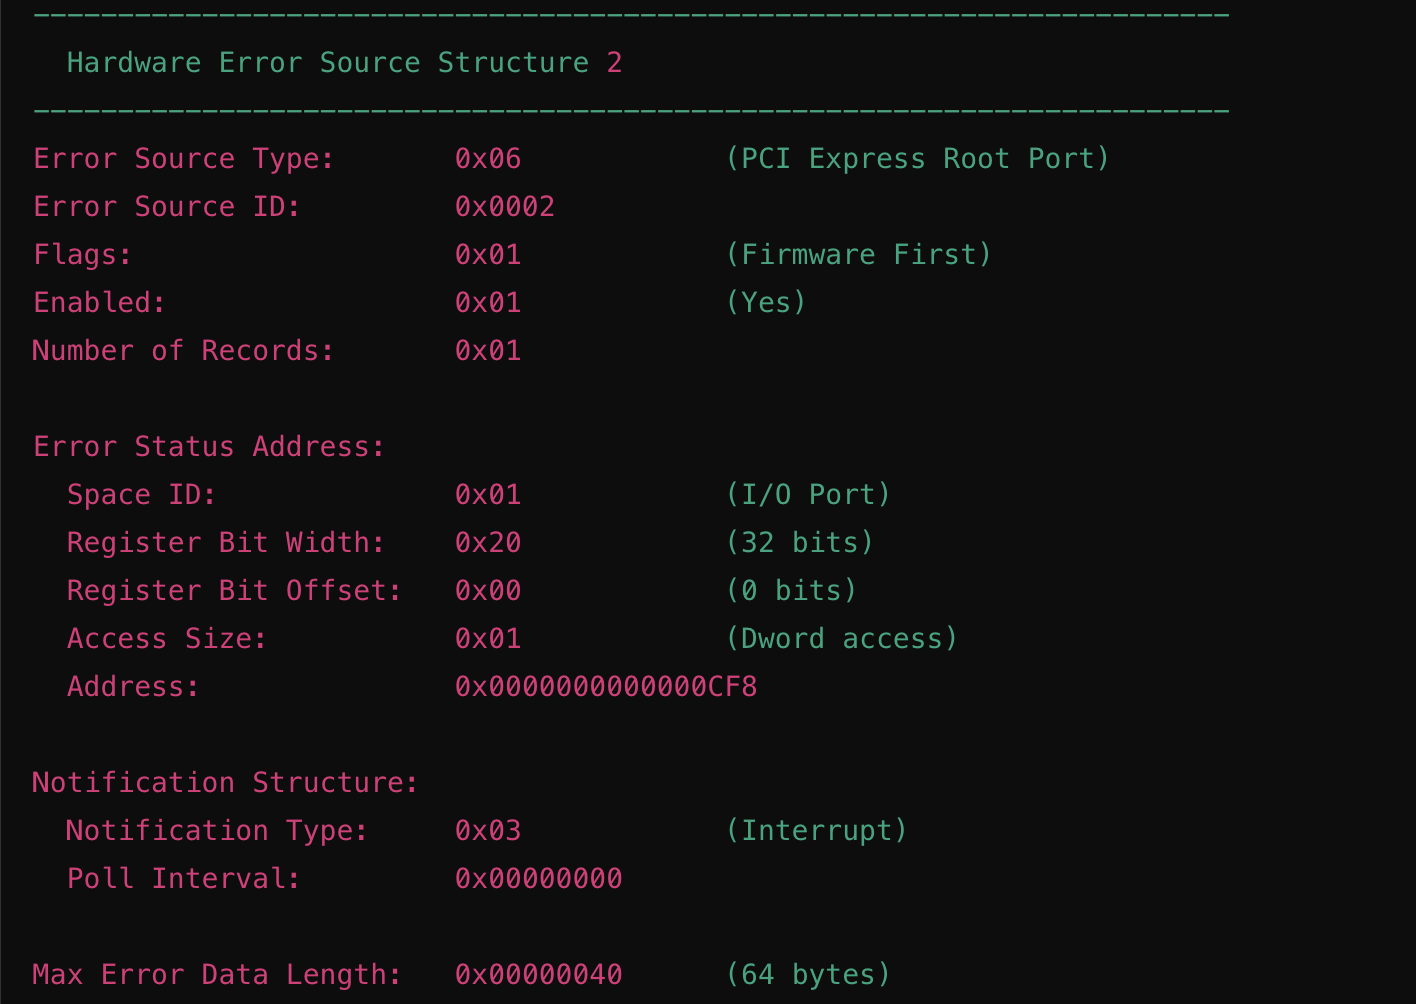 Hardware Error Source Structure 2
Error Source Type: 0x06 (PCI Express Root Port)
Error Source ID: 0x0002
Flags: 0x01 (Firmware First)
Enabled: 0x01 (Yes)
Number of Records: 0x01
Error Status Address:
Space ID: 0x01 (I/O Port)
Register Bit Width: 0x20 (32 bits)
Register Bit Offset: 0x00 (0 bits)
Access Size: 0x01 (Dword access)
Address: 0x0000000000000CF8
Notification Structure:
Notification Type: 0x03 (Interrupt)
Poll Interval: 0x00000000
Max Error Data Length: 0x00000040 (64 bytes)